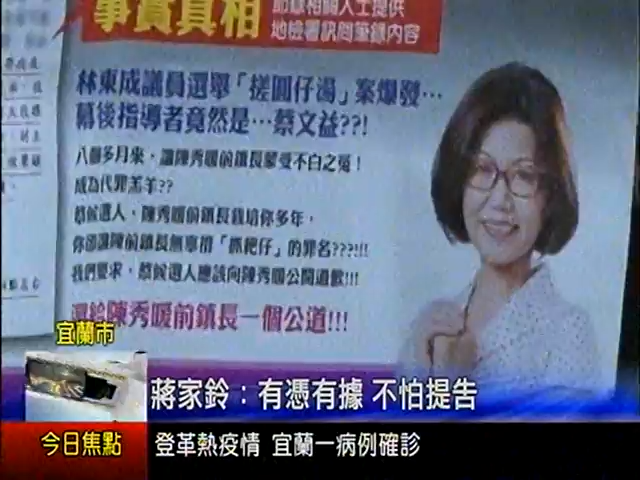 事實真相
節錄相關人士提供
地檢署訊問筆錄內容
林東成議員選舉「搓圓仔湯」案爆發…
幕後指導者竟然是…蔡文益??!
八個多月來，讓陳秀暖前鎮長蒙受不白之冤！
成為代罪羔羊??
蔡候選人，陳秀暖前鎮長栽培你多年，
你卻讓陳前鎮長無辜揹「抓耙仔」的罪名???!!!
我們要求，蔡候選人應該向陳秀暖公開道歉!!!
還給陳秀暖前鎮長一個公道!!!
宜蘭市
蔣家鈴：有憑有據 不怕提告
今日焦點
登革熱疫情 宜蘭一病例確診